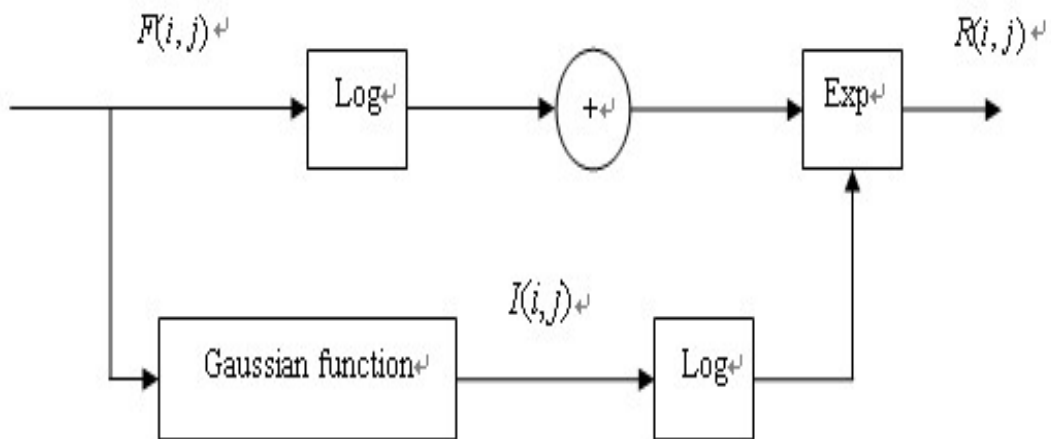 F(i, j)↵
R(i, j)↵
Log↵
+↵
Exp↵
I(i, j)↵
Gaussian function↵
Log↵